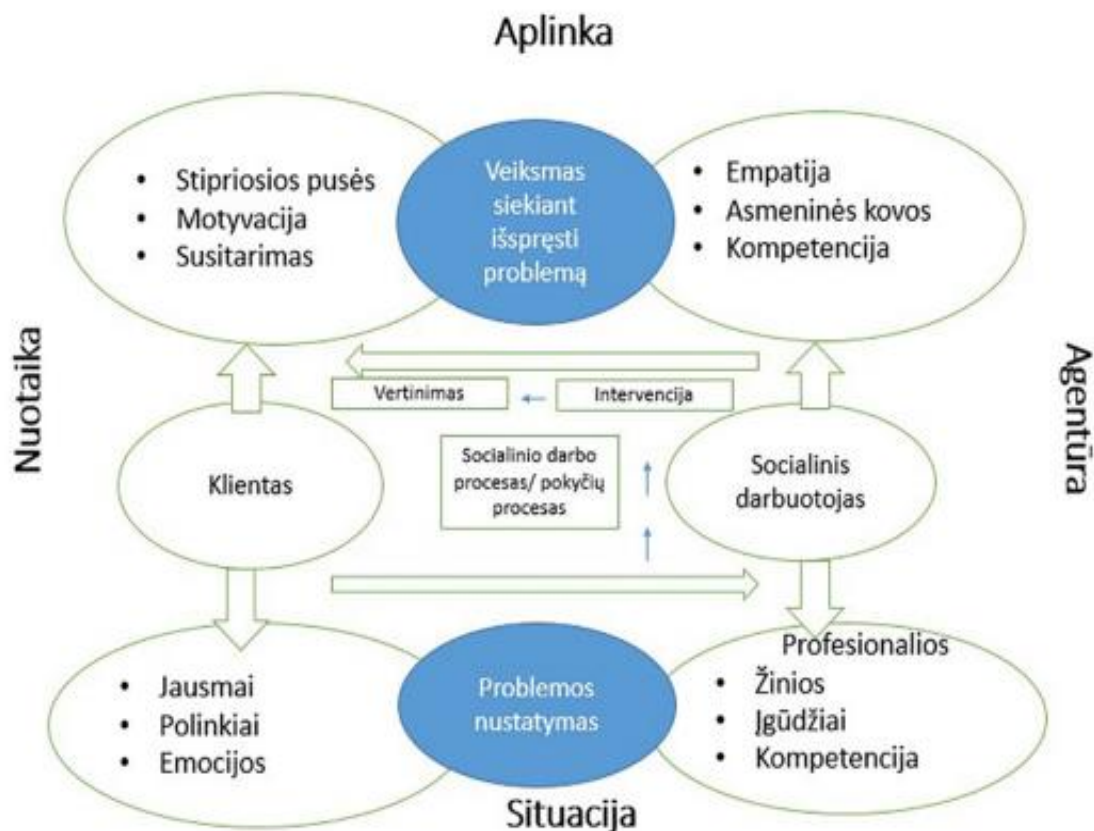 Aplinka
• Stipriosios pusės
• Motyvacija
• Susitarimas
Veiksmas
siekiant
išspręsti
problemą
• Empatija
• Asmeninės kovos
• Kompetencija
Nuotaika
Agentūra
Vertinimas
Intervencija
Klientas
Socialinio darbo
procesas/ pokyčių
procesas
Socialinis
darbuotojas
• Jausmai
• Polinkiai
• Emocijos
Problemos
nustatymas
Profesionalios
• Žinios
• Įgūdžiai
• Kompetencija
Situacija